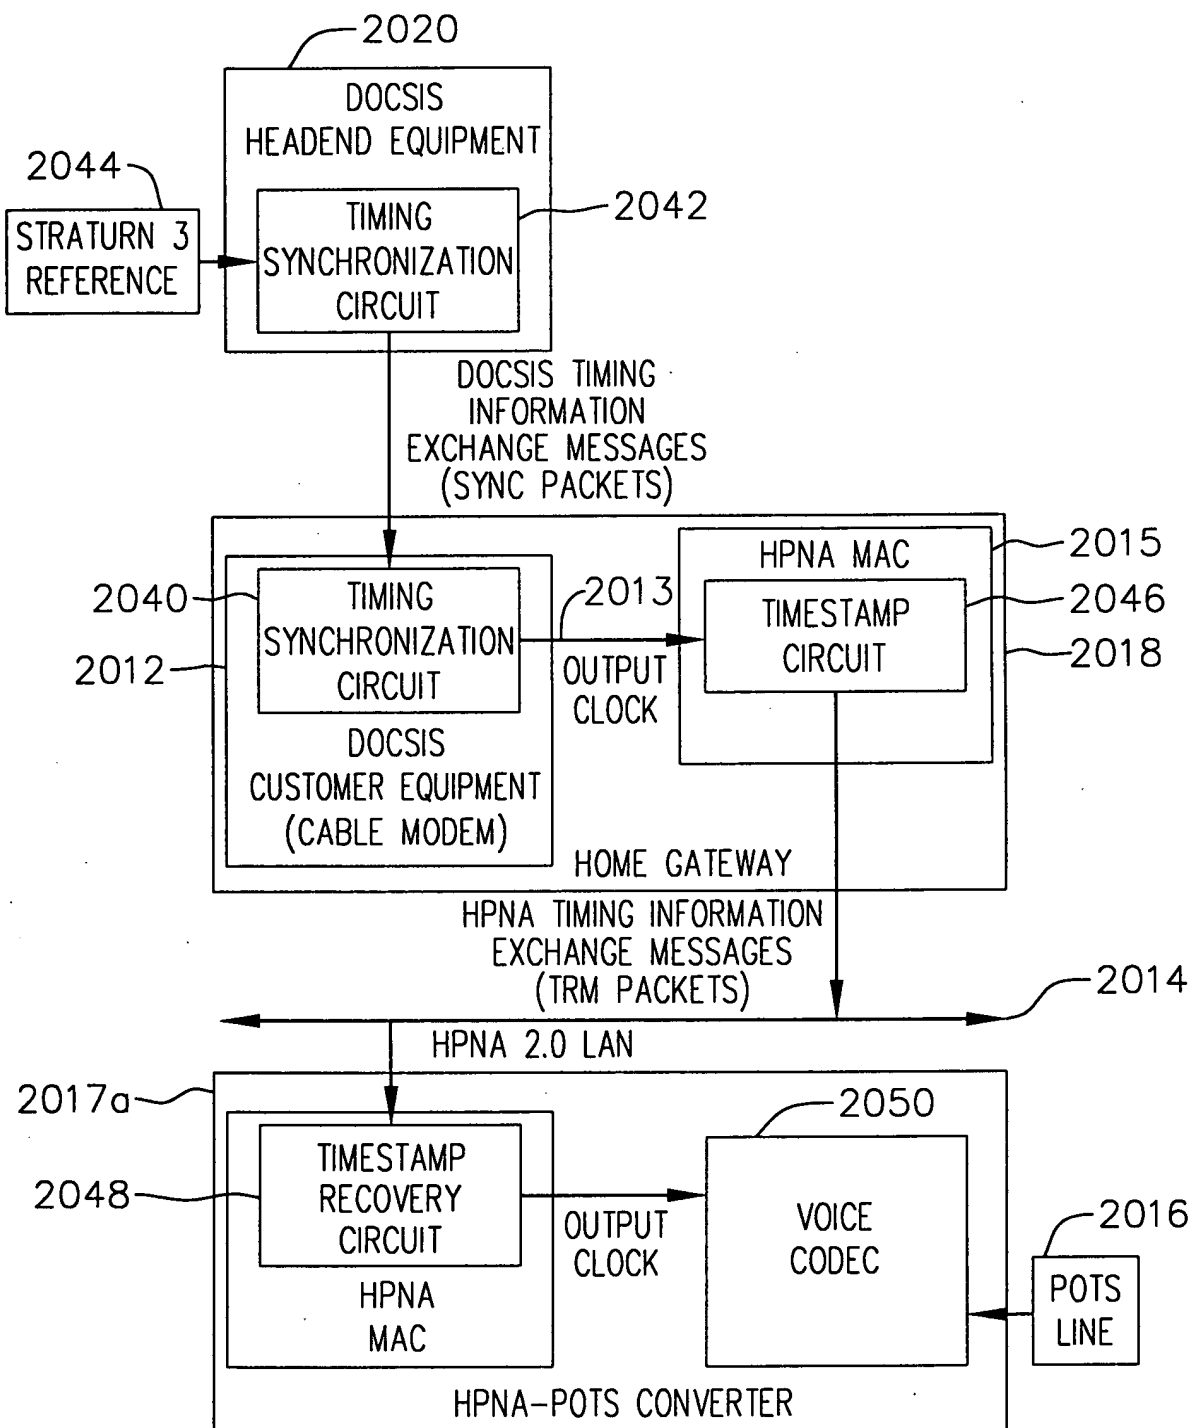 2020
DOCSIS
HEADEND EQUIPMENT
2044
STRATURN 3
REFERENCE
TIMING
SYNCHRONIZATION
CIRCUIT
2042
DOCSIS TIMING
INFORMATION
EXCHANGE MESSAGES
(SYNC PACKETS)
2040
TIMING
SYNCHRONIZATION
CIRCUIT
2012
DOCSIS
CUSTOMER EQUIPMENT
(CABLE MODEM)
2013
OUTPUT
CLOCK
HPNA MAC
2015
TIMESTAMP
CIRCUIT
2046
2018
HOME GATEWAY
HPNA TIMING INFORMATION
EXCHANGE MESSAGES
(TRM PACKETS)
2014
HPNA 2.0 LAN
2017a
2048
TIMESTAMP
RECOVERY
CIRCUIT
HPNA
MAC
OUTPUT
CLOCK
2050
VOICE
CODEC
2016
POTS
LINE
HPNA-POTS CONVERTER